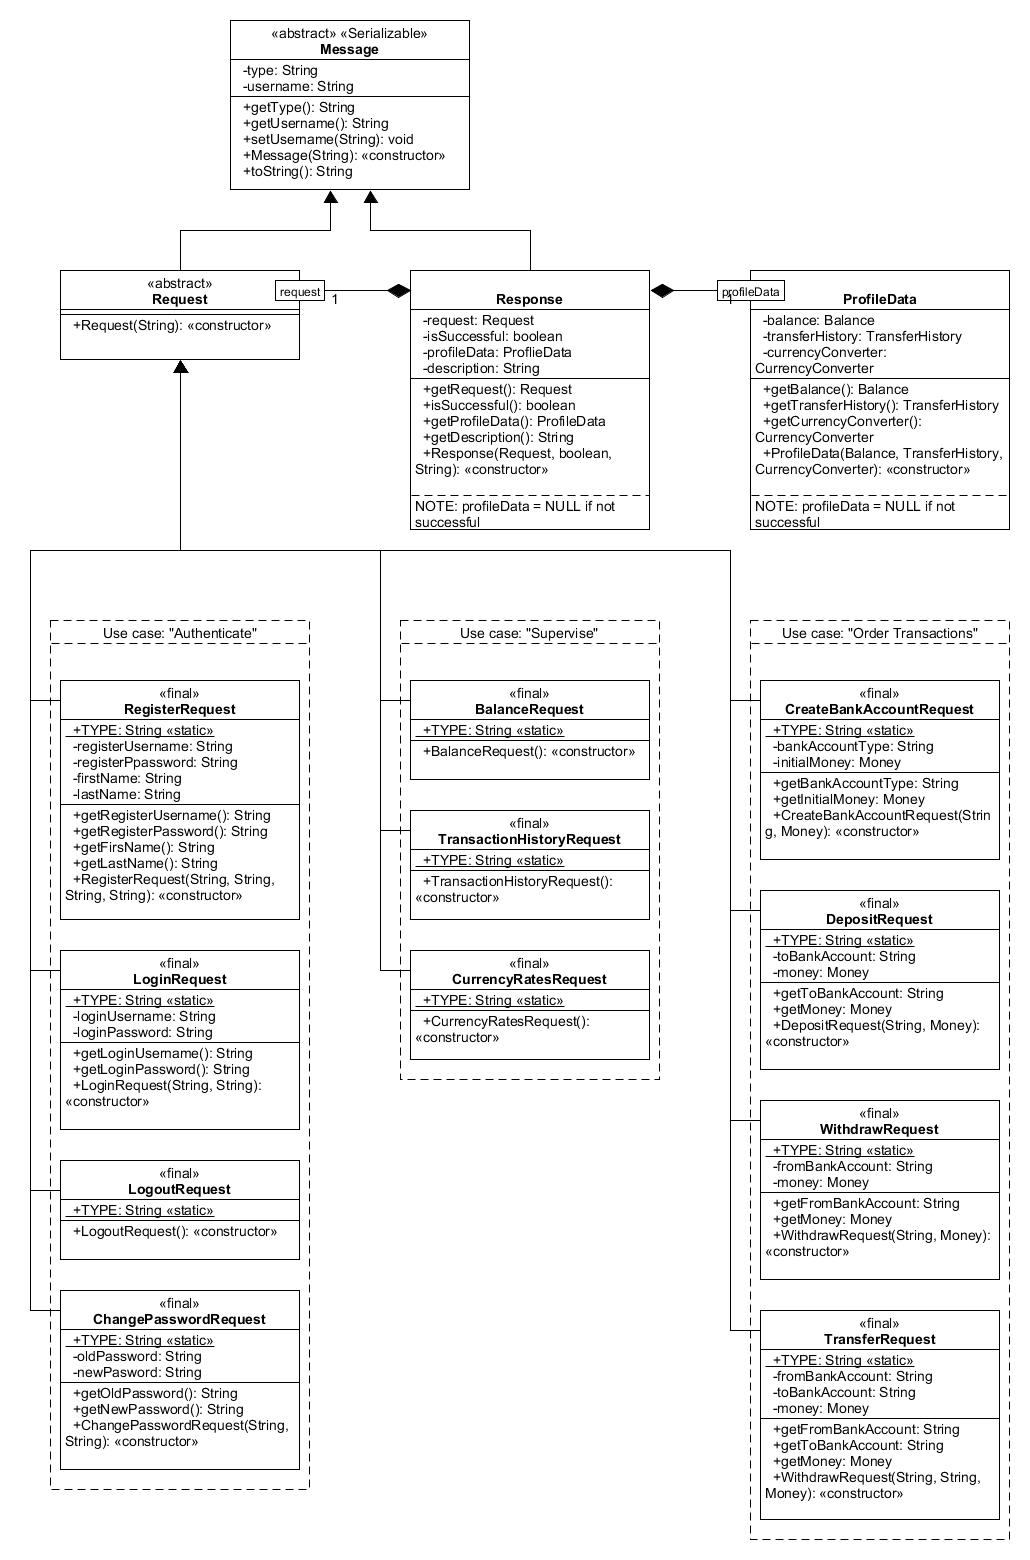 «abstract» «Serializable»
Message
-type: String
-username: String
+getType(): String
+getUsername(): String
+setUsername(String): void
+Message(String): «constructor»
+toString(): String
«abstract»
Request
+Request(String): «constructor»
request
1
Response
-request: Request
-isSuccessful: boolean
-profileData: ProflieData
-description: String
+getRequest(): Request
+isSuccessful(): boolean
+getProfileData(): ProfileData
+getDescription(): String
+Response(Request, boolean,
String): «constructor»
NOTE: profileData = NULL if not
successful
profileData
1
ProfileData
-balance: Balance
-transferHistory: TransferHistory
-currencyConverter:
CurrencyConverter
+getBalance(): Balance
+getTransferHistory(): TransferHistory
+getCurrencyConverter():
CurrencyConverter
+ProfileData(Balance, TransferHistory,
CurrencyConverter): «constructor»
NOTE: profileData = NULL if not
successful
Use case: "Authenticate"
«final»
RegisterRequest
+TYPE: String «static»
-registerUsername: String
-registerPpassword: String
-firstName: String
-lastName: String
+getRegisterUsername(): String
+getRegisterPassword(): String
+getFirsName(): String
+getLastName(): String
+RegisterRequest(String, String,
String, String): «constructor»
«final»
LoginRequest
+TYPE: String «static»
-loginUsername: String
-loginPassword: String
+getLoginUsername(): String
+getLoginPassword(): String
+LoginRequest(String, String):
«constructor»
«final»
LogoutRequest
+TYPE: String «static»
+LogoutRequest(): «constructor»
«final»
ChangePasswordRequest
+TYPE: String «static»
-oldPassword: String
-newPasword: String
+getOldPassword(): String
+getNewPassword(): String
+ChangePasswordRequest(String,
String): «constructor»
Use case: "Supervise"
«final»
BalanceRequest
+TYPE: String «static»
+BalanceRequest(): «constructor»
«final»
TransactionHistoryRequest
+TYPE: String «static»
+TransactionHistoryRequest():
«constructor»
«final»
CurrencyRatesRequest
+TYPE: String «static»
+CurrencyRatesRequest():
«constructor»
Use case: "Order Transactions"
«final»
CreateBankAccountRequest
+TYPE: String «static»
-bankAccountType: String
-initialMoney: Money
+getBankAccountType: String
+getInitialMoney: Money
+CreateBankAccountRequest(Strin
g, Money): «constructor»
«final»
DepositRequest
+TYPE: String «static»
-toBankAccount: String
-money: Money
+getToBankAccount: String
+getMoney: Money
+DepositRequest(String, Money):
«constructor»
«final»
WithdrawRequest
+TYPE: String «static»
-fromBankAccount: String
-money: Money
+getFromBankAccount: String
+getMoney: Money
+WithdrawRequest(String, Money):
«constructor»
«final»
TransferRequest
+TYPE: String «static»
-fromBankAccount: String
-toBankAccount: String
-money: Money
+getFromBankAccount: String
+getToBankAccount: String
+getMoney: Money
+WithdrawRequest(String, String,
Money): «constructor»